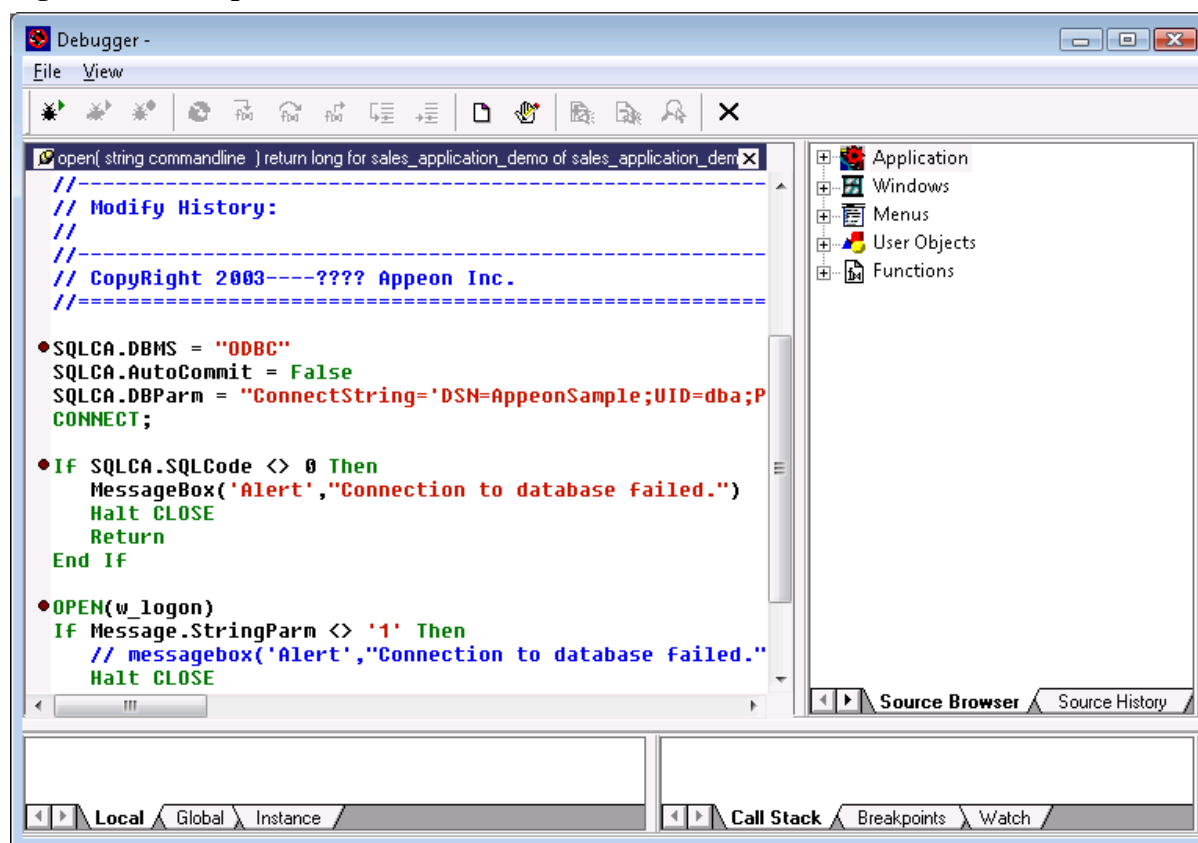 Debugger -
File View
open( string commandline ) return long for sales_application_demo of sales_application_dem
//-------------------------------------------------------
// Modify History:
//
//-------------------------------------------------------
// CopyRight 2003----???? Appeon Inc.
//=======================================================
SQLCA.DBMS = "ODBC"
SQLCA.AutoCommit = False
SQLCA.DBParm = "ConnectString='DSN=AppeonSample;UID=dba;P
CONNECT;
If SQLCA.SQLCode <> 0 Then
MessageBox('Alert',"Connection to database failed.")
Halt CLOSE
Return
End If
OPEN(w_logon)
If Message.StringParm <> '1' Then
// messagebox('Alert',"Connection to database failed."
Halt CLOSE
Application
Windows
Menus
User Objects
Functions
Source Browser Source History
Local Global Instance
Call Stack Breakpoints Watch